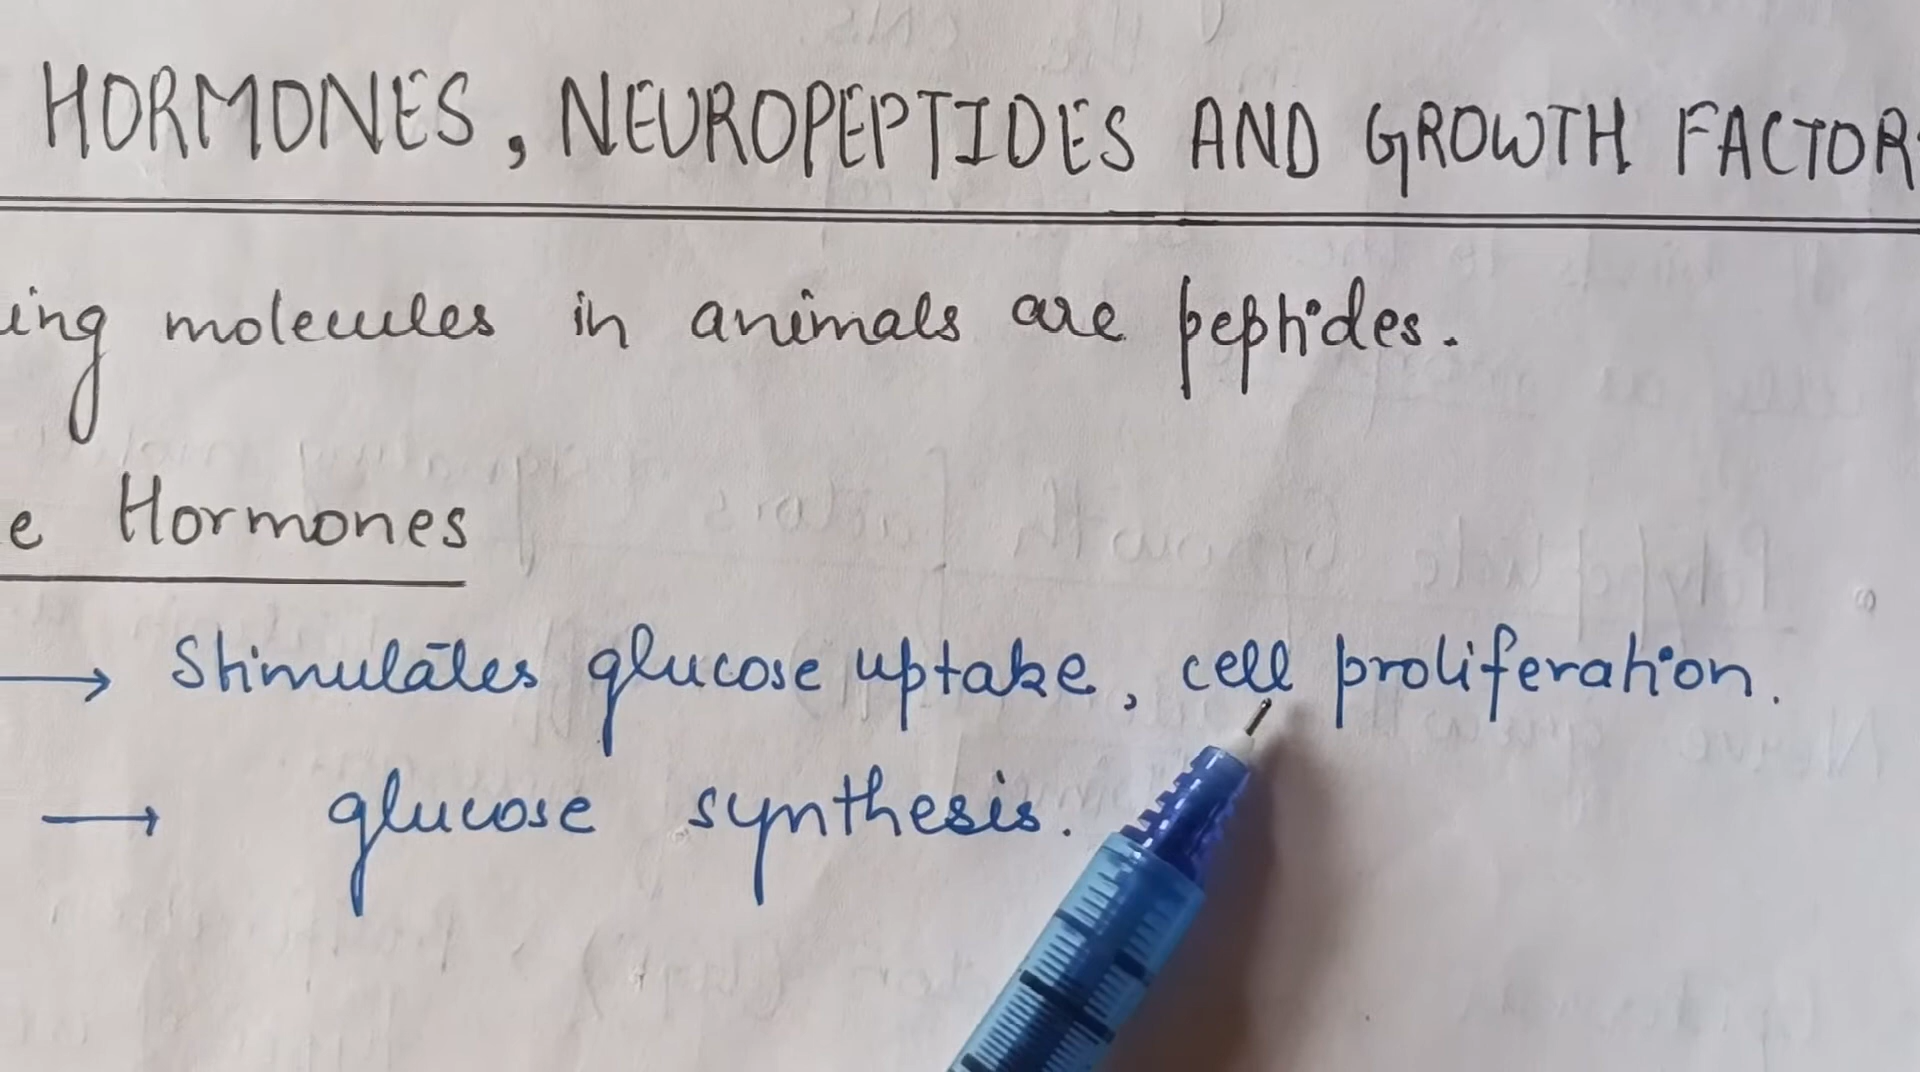 HORMONES, NEUROPEPTIDES AND GROWTH FACTOR
ing molecules in animals are peptides.
e Hormones
→ Stimulates glucose uptake, cell proliferation.
→ glucose synthesis.